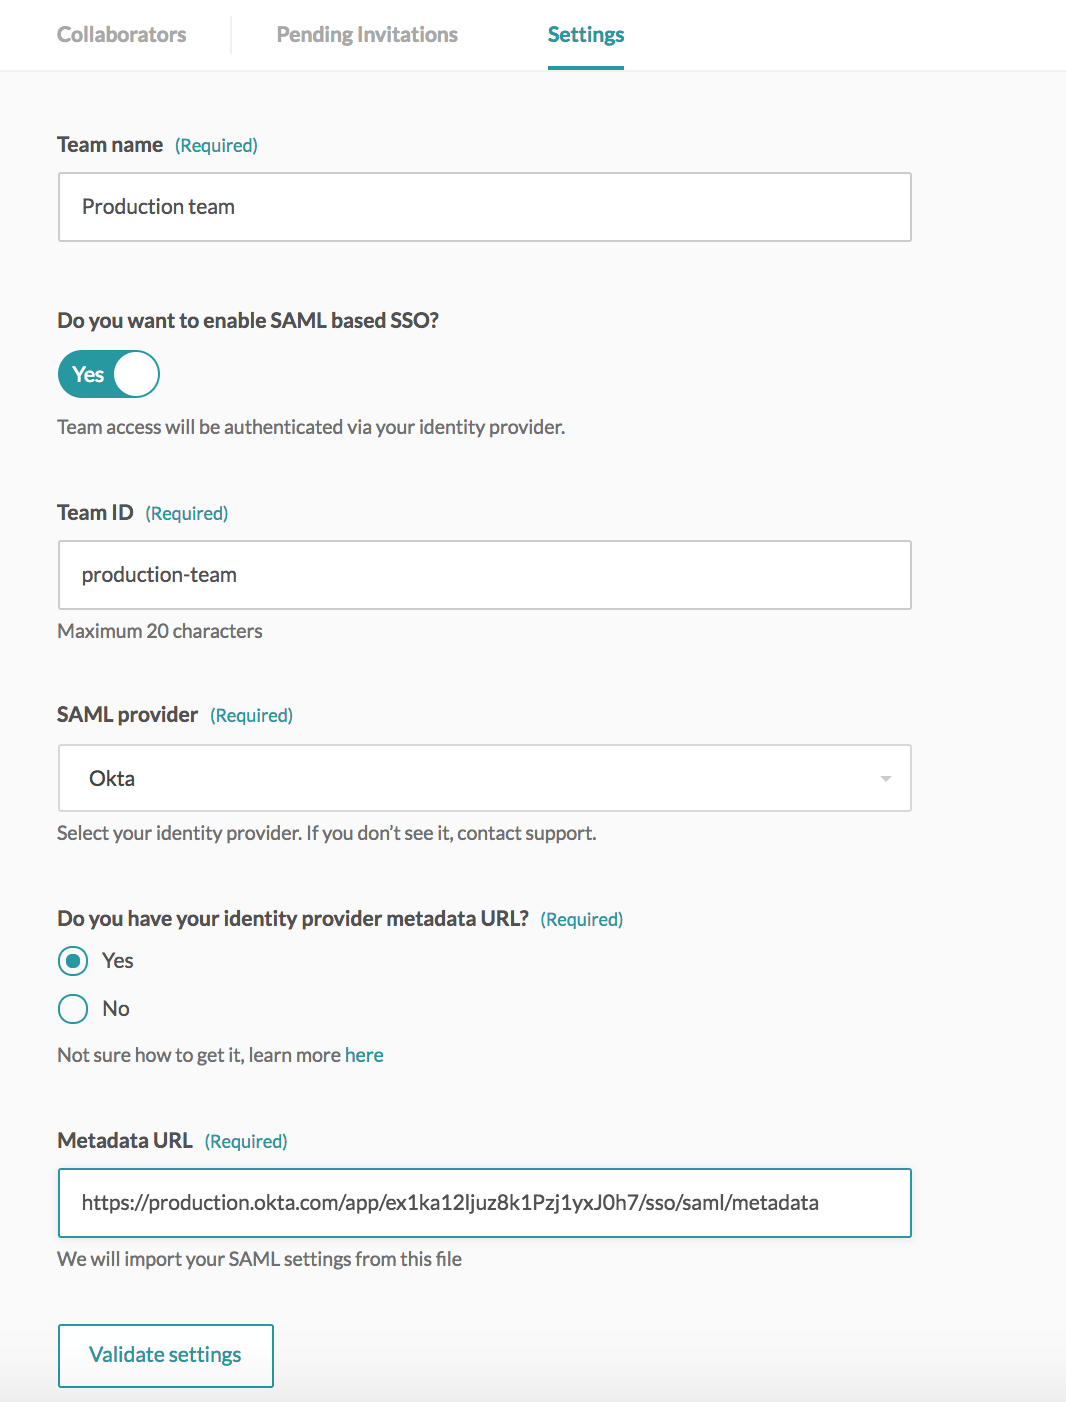 Collaborators Pending Invitations Settings
Team name (Required)
Production team
Do you want to enable SAML based SSO?
Yes
Team access will be authenticated via your identity provider.
Team ID (Required)
production-team
Maximum 20 characters
SAML provider (Required)
Okta
Select your identity provider. If you don’t see it, contact support.
Do you have your identity provider metadata URL? (Required)
Yes
No
Not sure how to get it, learn more here
Metadata URL (Required)
https://production.okta.com/app/ex1ka12ljuz8k1Pzj1yxJ0h7/sso/saml/metadata
We will import your SAML settings from this file
Validate settings